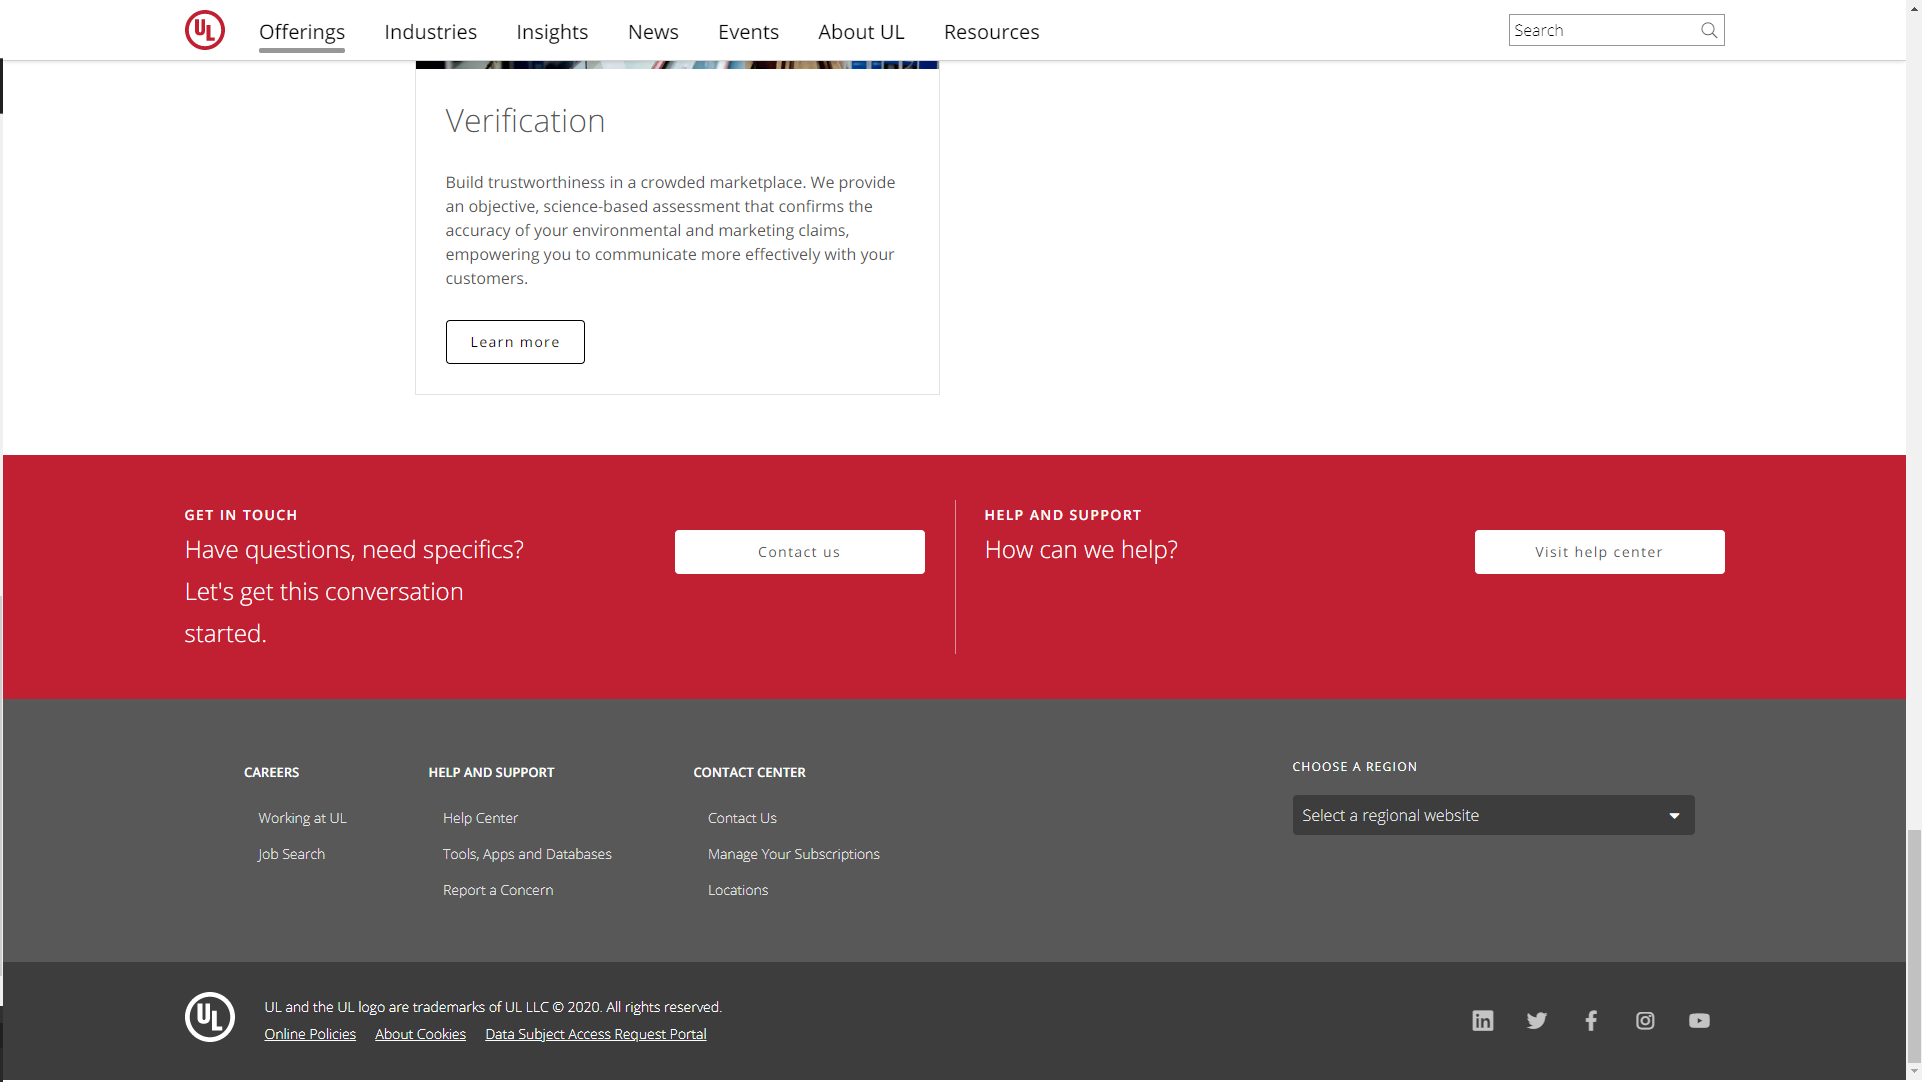 UL
Offerings
Industries
Insights
News
Events
About UL
Resources
Search
Verification
Build trustworthiness in a crowded marketplace. We provide
an objective, science-based assessment that confirms the
accuracy of your environmental and marketing claims,
empowering you to communicate more effectively with your
customers.
Learn more
GET IN TOUCH
Have questions, need specifics?
Let's get this conversation
started.
Contact us
HELP AND SUPPORT
How can we help?
Visit help center
CAREERS
Working at UL
Job Search
HELP AND SUPPORT
Help Center
Tools, Apps and Databases
Report a Concern
CONTACT CENTER
Contact Us
Manage Your Subscriptions
Locations
CHOOSE A REGION
Select a regional website
UL
UL and the UL logo are trademarks of UL LLC © 2020. All rights reserved.
Online Policies About Cookies Data Subject Access Request Portal